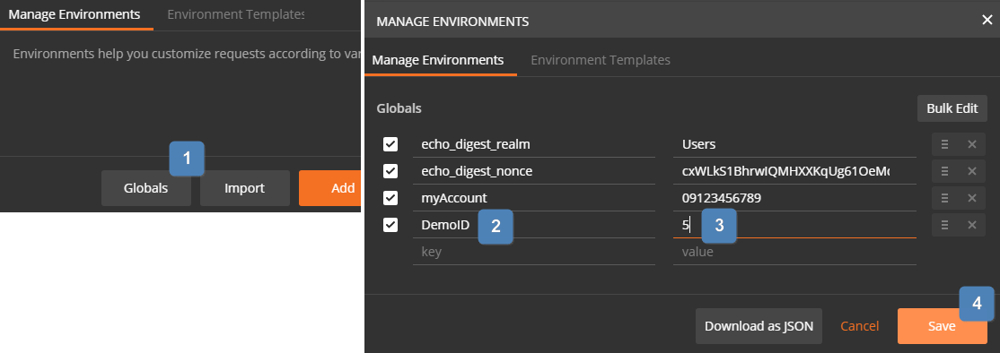 Manage Environments Environment Templates
Environments help you customize requests according to var
1
Globals Import Add
MANAGE ENVIRONMENTS
Manage Environments Environment Templates
Globals Bulk Edit
echo_digest_realm Users
echo_digest_nonce
myAccount 09123456789
DemoID 2 5 3
key value
4
Download as JSON Cancel Save